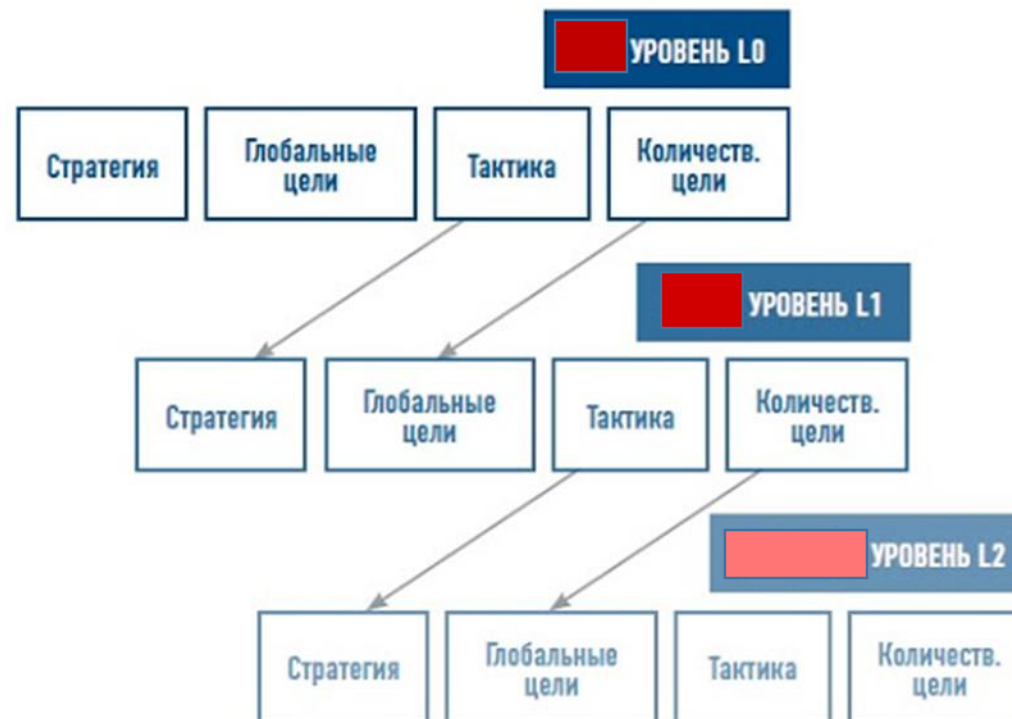 УРОВЕНЬ L0
Стратегия
Глобальные
цели
Тактика
Количеств.
цели
УРОВЕНЬ L1
Стратегия
Глобальные
цели
Тактика
Количеств.
цели
УРОВЕНЬ L2
Стратегия
Глобальные
цели
Тактика
Количеств.
цели